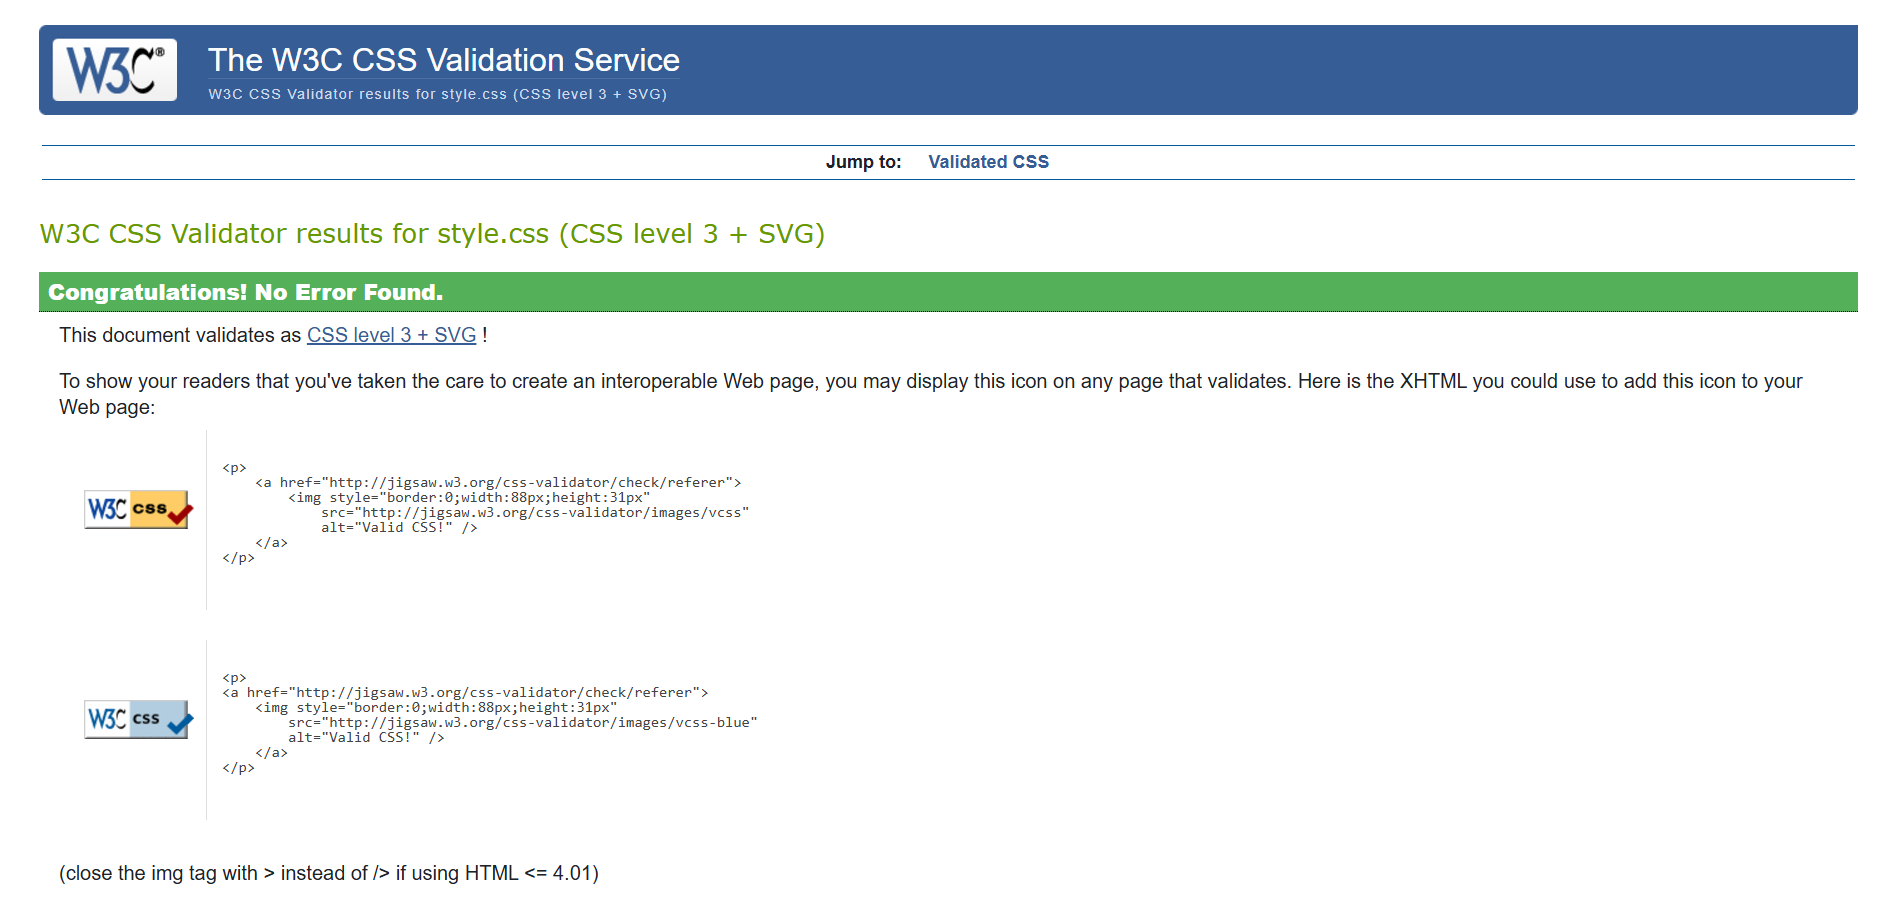 W3C®
The W3C CSS Validation Service
W3C CSS Validator results for style.css (CSS level 3 + SVG)
Jump to: Validated CSS
W3C CSS Validator results for style.css (CSS level 3 + SVG)
Congratulations! No Error Found.
This document validates as CSS level 3 + SVG !
To show your readers that you've taken the care to create an interoperable Web page, you may display this icon on any page that validates. Here is the XHTML you could use to add this icon to your
Web page:
<p>
    <a href="http://jigsaw.w3.org/css-validator/check/referer">
        <img style="border:0;width:88px;height:31px"
W3C css
            src="http://jigsaw.w3.org/css-validator/images/vcss"
            alt="Valid CSS!" />
    </a>
</p>
<p>
<a href="http://jigsaw.w3.org/css-validator/check/referer">
    <img style="border:0;width:88px;height:31px"
W3C css
        src="http://jigsaw.w3.org/css-validator/images/vcss-blue"
        alt="Valid CSS!" />
    </a>
</p>
(close the img tag with > instead of /> if using HTML <= 4.01)